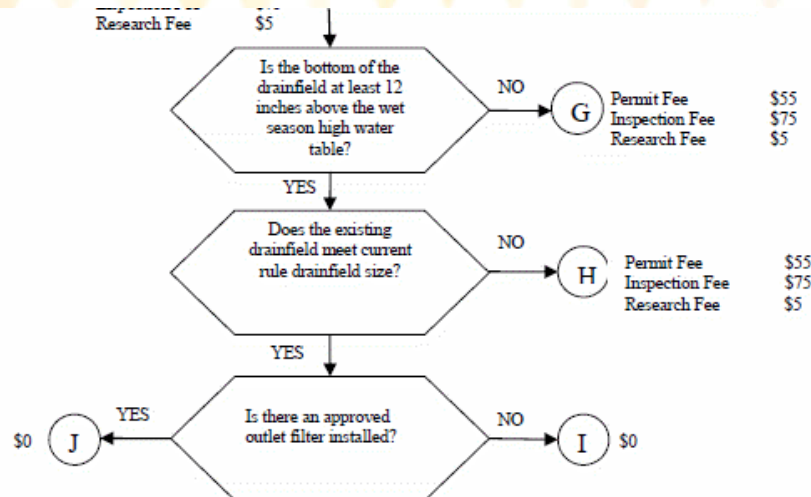 Research Fee $5
Is the bottom of the
drainfield at least 12
inches above the wet
season high water
table?
NO
G
Permit Fee $55
Inspection Fee $75
Research Fee $5
YES
Does the existing
drainfield meet current
rule drainfield size?
NO
H
Permit Fee $55
Inspection Fee $75
Research Fee $5
YES
Is there an approved
outlet filter installed?
YES
J
$0
NO
I
$0